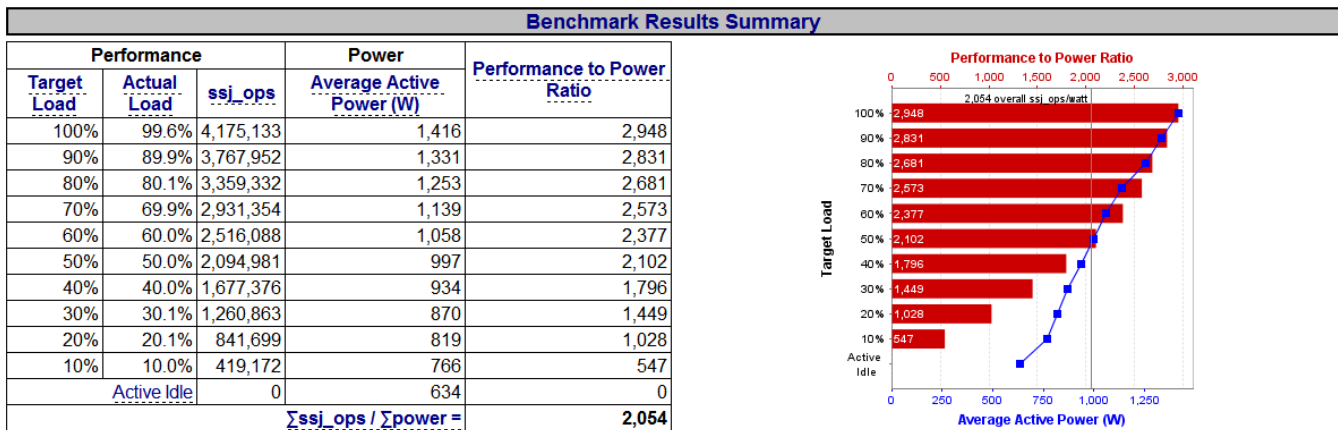 Benchmark Results Summary
Performance Power Performance to Power Ratio
Target Load Actual Load ssj_ops Average Active Power (W)
100% 99.6% 4,175,133 1,416 2,948
90% 89.9% 3,767,952 1,331 2,831
80% 80.1% 3,359,332 1,253 2,681
70% 69.9% 2,931,354 1,139 2,573
60% 60.0% 2,516,088 1,058 2,377
50% 50.0% 2,094,981 997 2,102
40% 40.0% 1,677,376 934 1,796
30% 30.1% 1,260,863 870 1,449
20% 20.1% 841,699 819 1,028
10% 10.0% 419,172 766 547
Active Idle 0 634 0
∑ssj_ops / ∑power = 2,054
Performance to Power Ratio
0 500 1,000 1,500 2,000 2,500 3,000
2,054 overall ssj_ops/watt
100% 2,948
90% 2,831
80% 2,681
70% 2,573
60% 2,377
50% 2,102
40% 1,796
30% 1,449
20% 1,028
10% 547
Active
Idle
Target Load
0 250 500 750 1,000 1,250
Average Active Power (W)